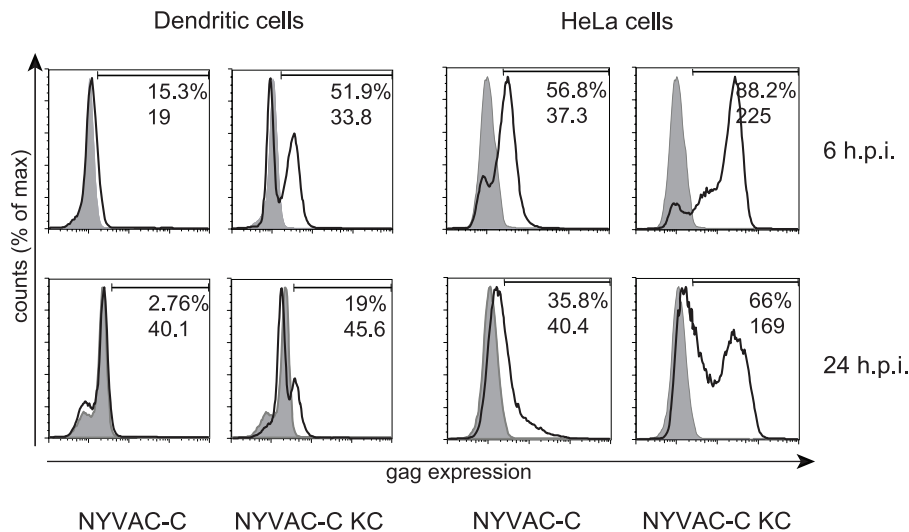 Dendritic cells
HeLa cells
counts (% of max)
15.3%
19
51.9%
33.8
56.8%
37.3
88.2%
225
6 h.p.i.
2.76%
40.1
19%
45.6
35.8%
40.4
66%
169
24 h.p.i.
gag expression
NYVAC-C
NYVAC-C KC
NYVAC-C
NYVAC-C KC